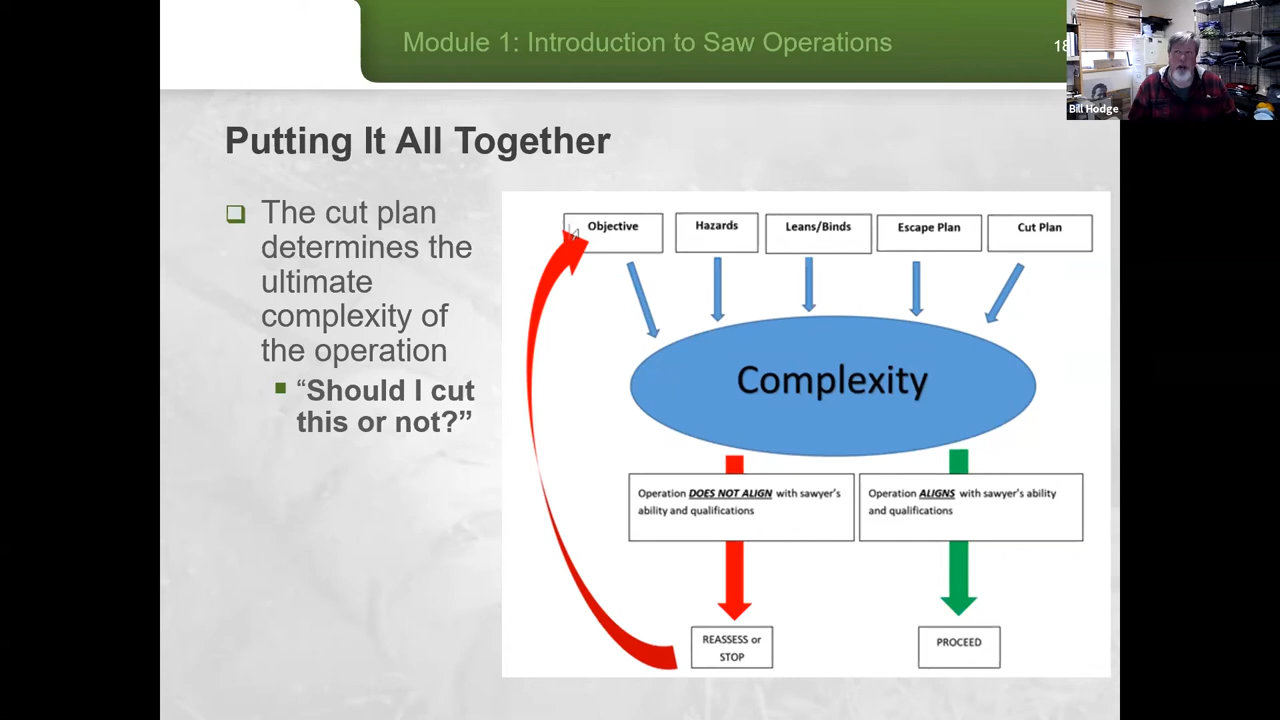 Module 1: Introduction to Saw Operations
18
Bill Hodge
Putting It All Together
The cut plan
determines the
ultimate
complexity of
the operation
“Should I cut
this or not?”
Objective
Hazards
Leans/Binds
Escape Plan
Cut Plan
Complexity
Operation DOES NOT ALIGN with sawyer's
ability and qualifications
Operation ALIGNS with sawyer's ability
and qualifications
REASSESS or
STOP
PROCEED